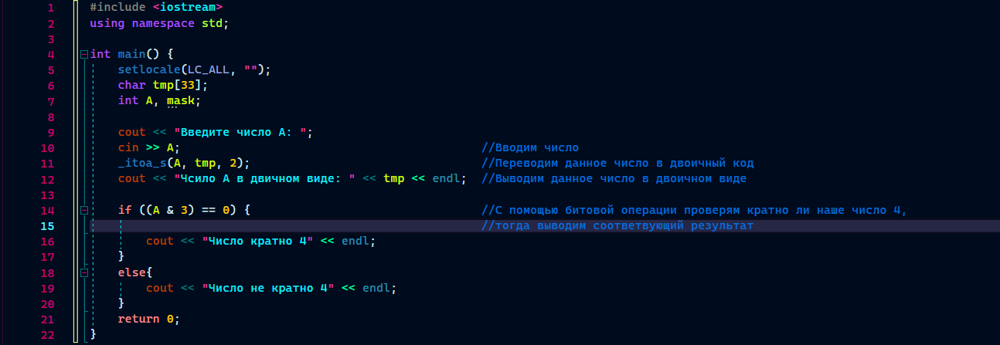 1 #include <iostream>
2 using namespace std;
3
4 int main() {
5 setlocale(LC_ALL, "");
6 char tmp[33];
7 int A, mask;
8
9 cout << "Введите число A: ";
10 cin >> A; //Вводим число
11 _itoa_s(A, tmp, 2); //Переводим данное число в двоичный код
12 cout << "Чсило A в двичном виде: " << tmp << endl; //Выводим данное число в двоичном виде
13
14 if ((A & 3) == 0) { //С помощью битовой операции проверям кратно ли наше число 4,
15 //тогда выводим соответвующий результат
16 cout << "Число кратно 4" << endl;
17 }
18 else{
19 cout << "Число не кратно 4" << endl;
20 }
21 return 0;
22 }